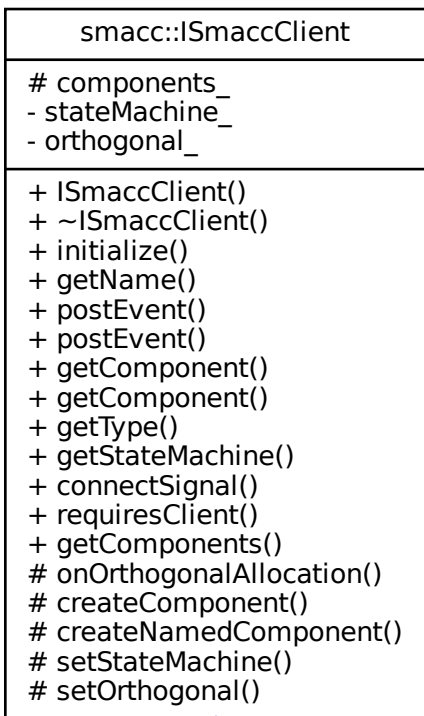 smacc::ISmaccClient
# components_
- stateMachine_
- orthogonal_
+ ISmaccClient()
+ ~ISmaccClient()
+ initialize()
+ getName()
+ postEvent()
+ postEvent()
+ getComponent()
+ getComponent()
+ getType()
+ getStateMachine()
+ connectSignal()
+ requiresClient()
+ getComponents()
# onOrthogonalAllocation()
# createComponent()
# createNamedComponent()
# setStateMachine()
# setOrthogonal()